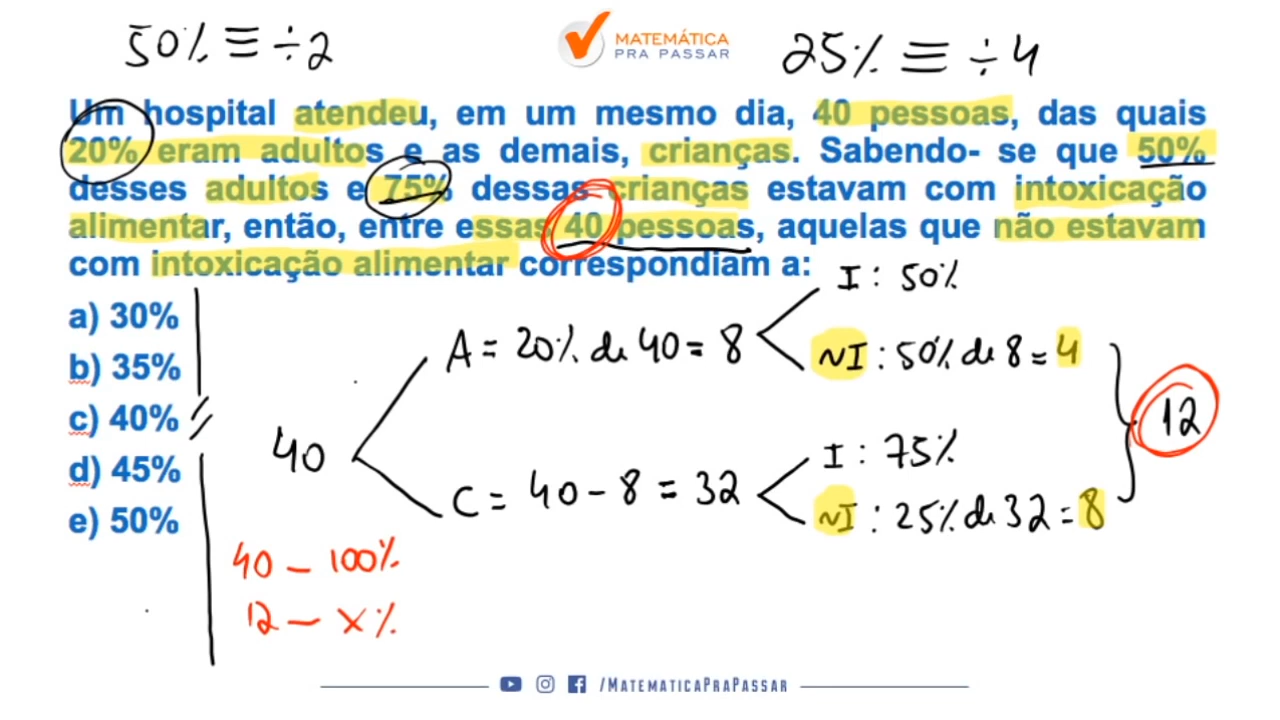 50% ≡ ÷2
MATEMÁTICA
PRA PASSAR
25% ≡ ÷4
Um hospital atendeu, em um mesmo dia, 40 pessoas, das quais
20% eram adultos e as demais, crianças. Sabendo- se que 50%
desses adultos e 75% dessas crianças estavam com intoxicação
alimentar, então, entre essas 40 pessoas, aquelas que não estavam
com intoxicação alimentar correspondiam a:
a) 30%
b) 35%
c) 40%
d) 45%
e) 50%
40
A = 20% de 40 = 8
I : 50%
NI : 50% de 8 = 4
C = 40 - 8 = 32
I : 75%
NI : 25% de 32 = 8
12
40 – 100%
12 – X%
/MATEMATICAPRAPASSAR